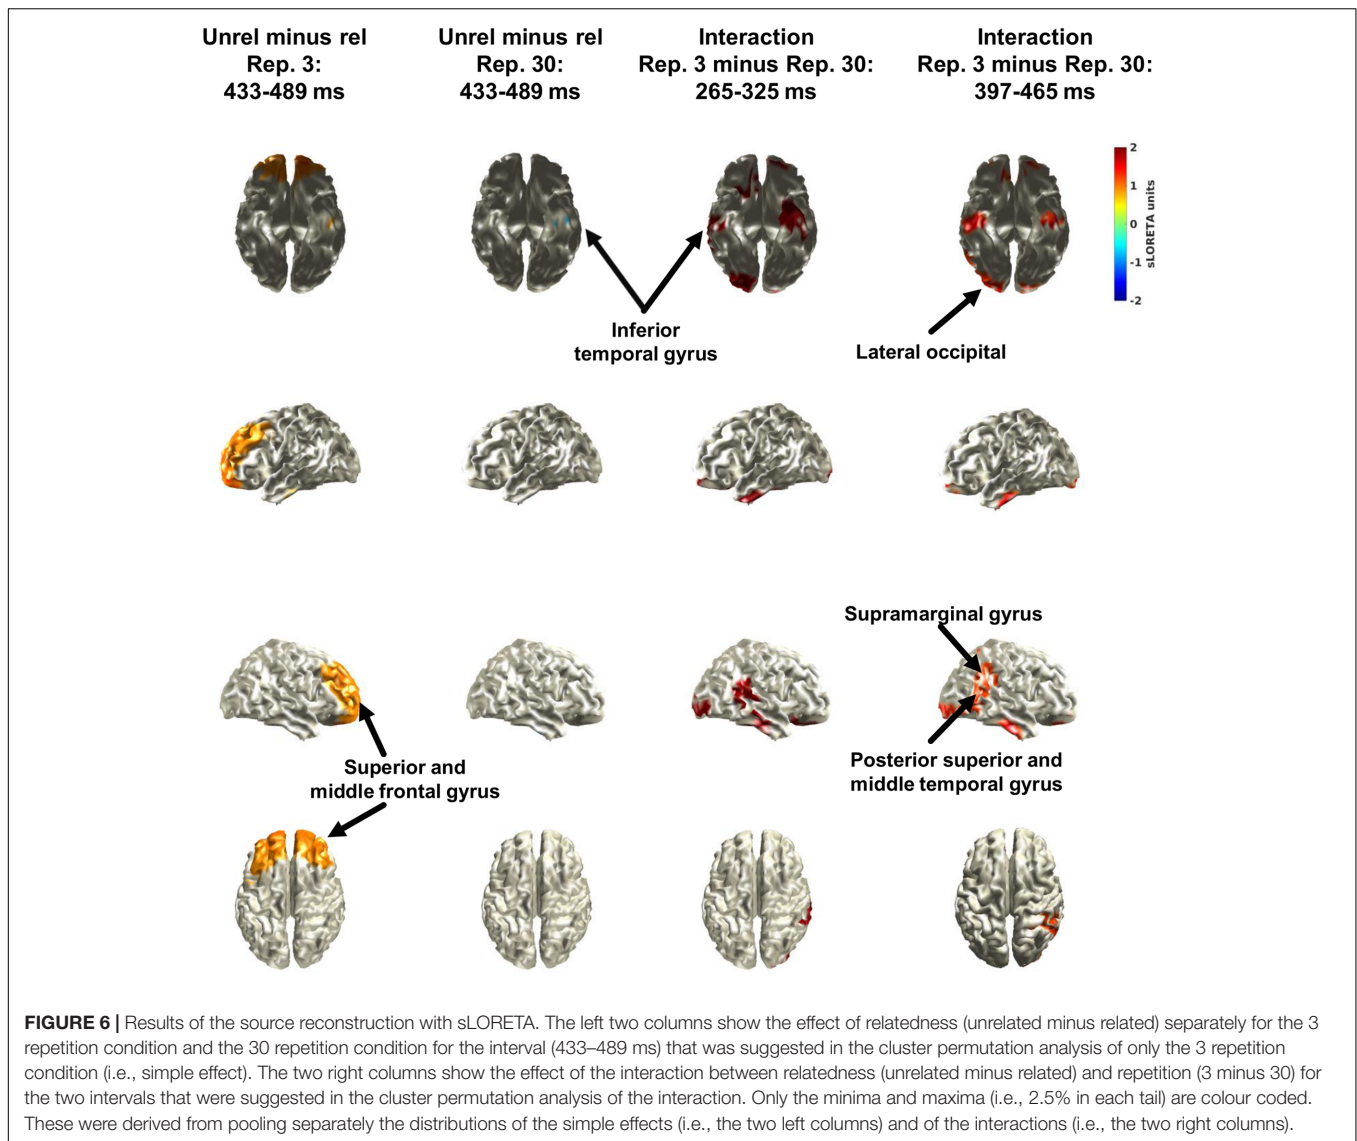 Unrel minus rel
Rep. 3:
433-489 ms
Unrel minus rel
Rep. 30:
433-489 ms
Interaction
Rep. 3 minus Rep. 30:
265-325 ms
Interaction
Rep. 3 minus Rep. 30:
397-465 ms
2
1
0
-1
-2
sLORETA units
Inferior
temporal gyrus
Lateral occipital
Supramarginal gyrus
Posterior superior and
middle temporal gyrus
Superior and
middle frontal gyrus
FIGURE 6 | Results of the source reconstruction with sLORETA. The left two columns show the effect of relatedness (unrelated minus related) separately for the 3
repetition condition and the 30 repetition condition for the interval (433–489 ms) that was suggested in the cluster permutation analysis of only the 3 repetition
condition (i.e., simple effect). The two right columns show the effect of the interaction between relatedness (unrelated minus related) and repetition (3 minus 30) for
the two intervals that were suggested in the cluster permutation analysis of the interaction. Only the minima and maxima (i.e., 2.5% in each tail) are colour coded.
These were derived from pooling separately the distributions of the simple effects (i.e., the two left columns) and of the interactions (i.e., the two right columns).